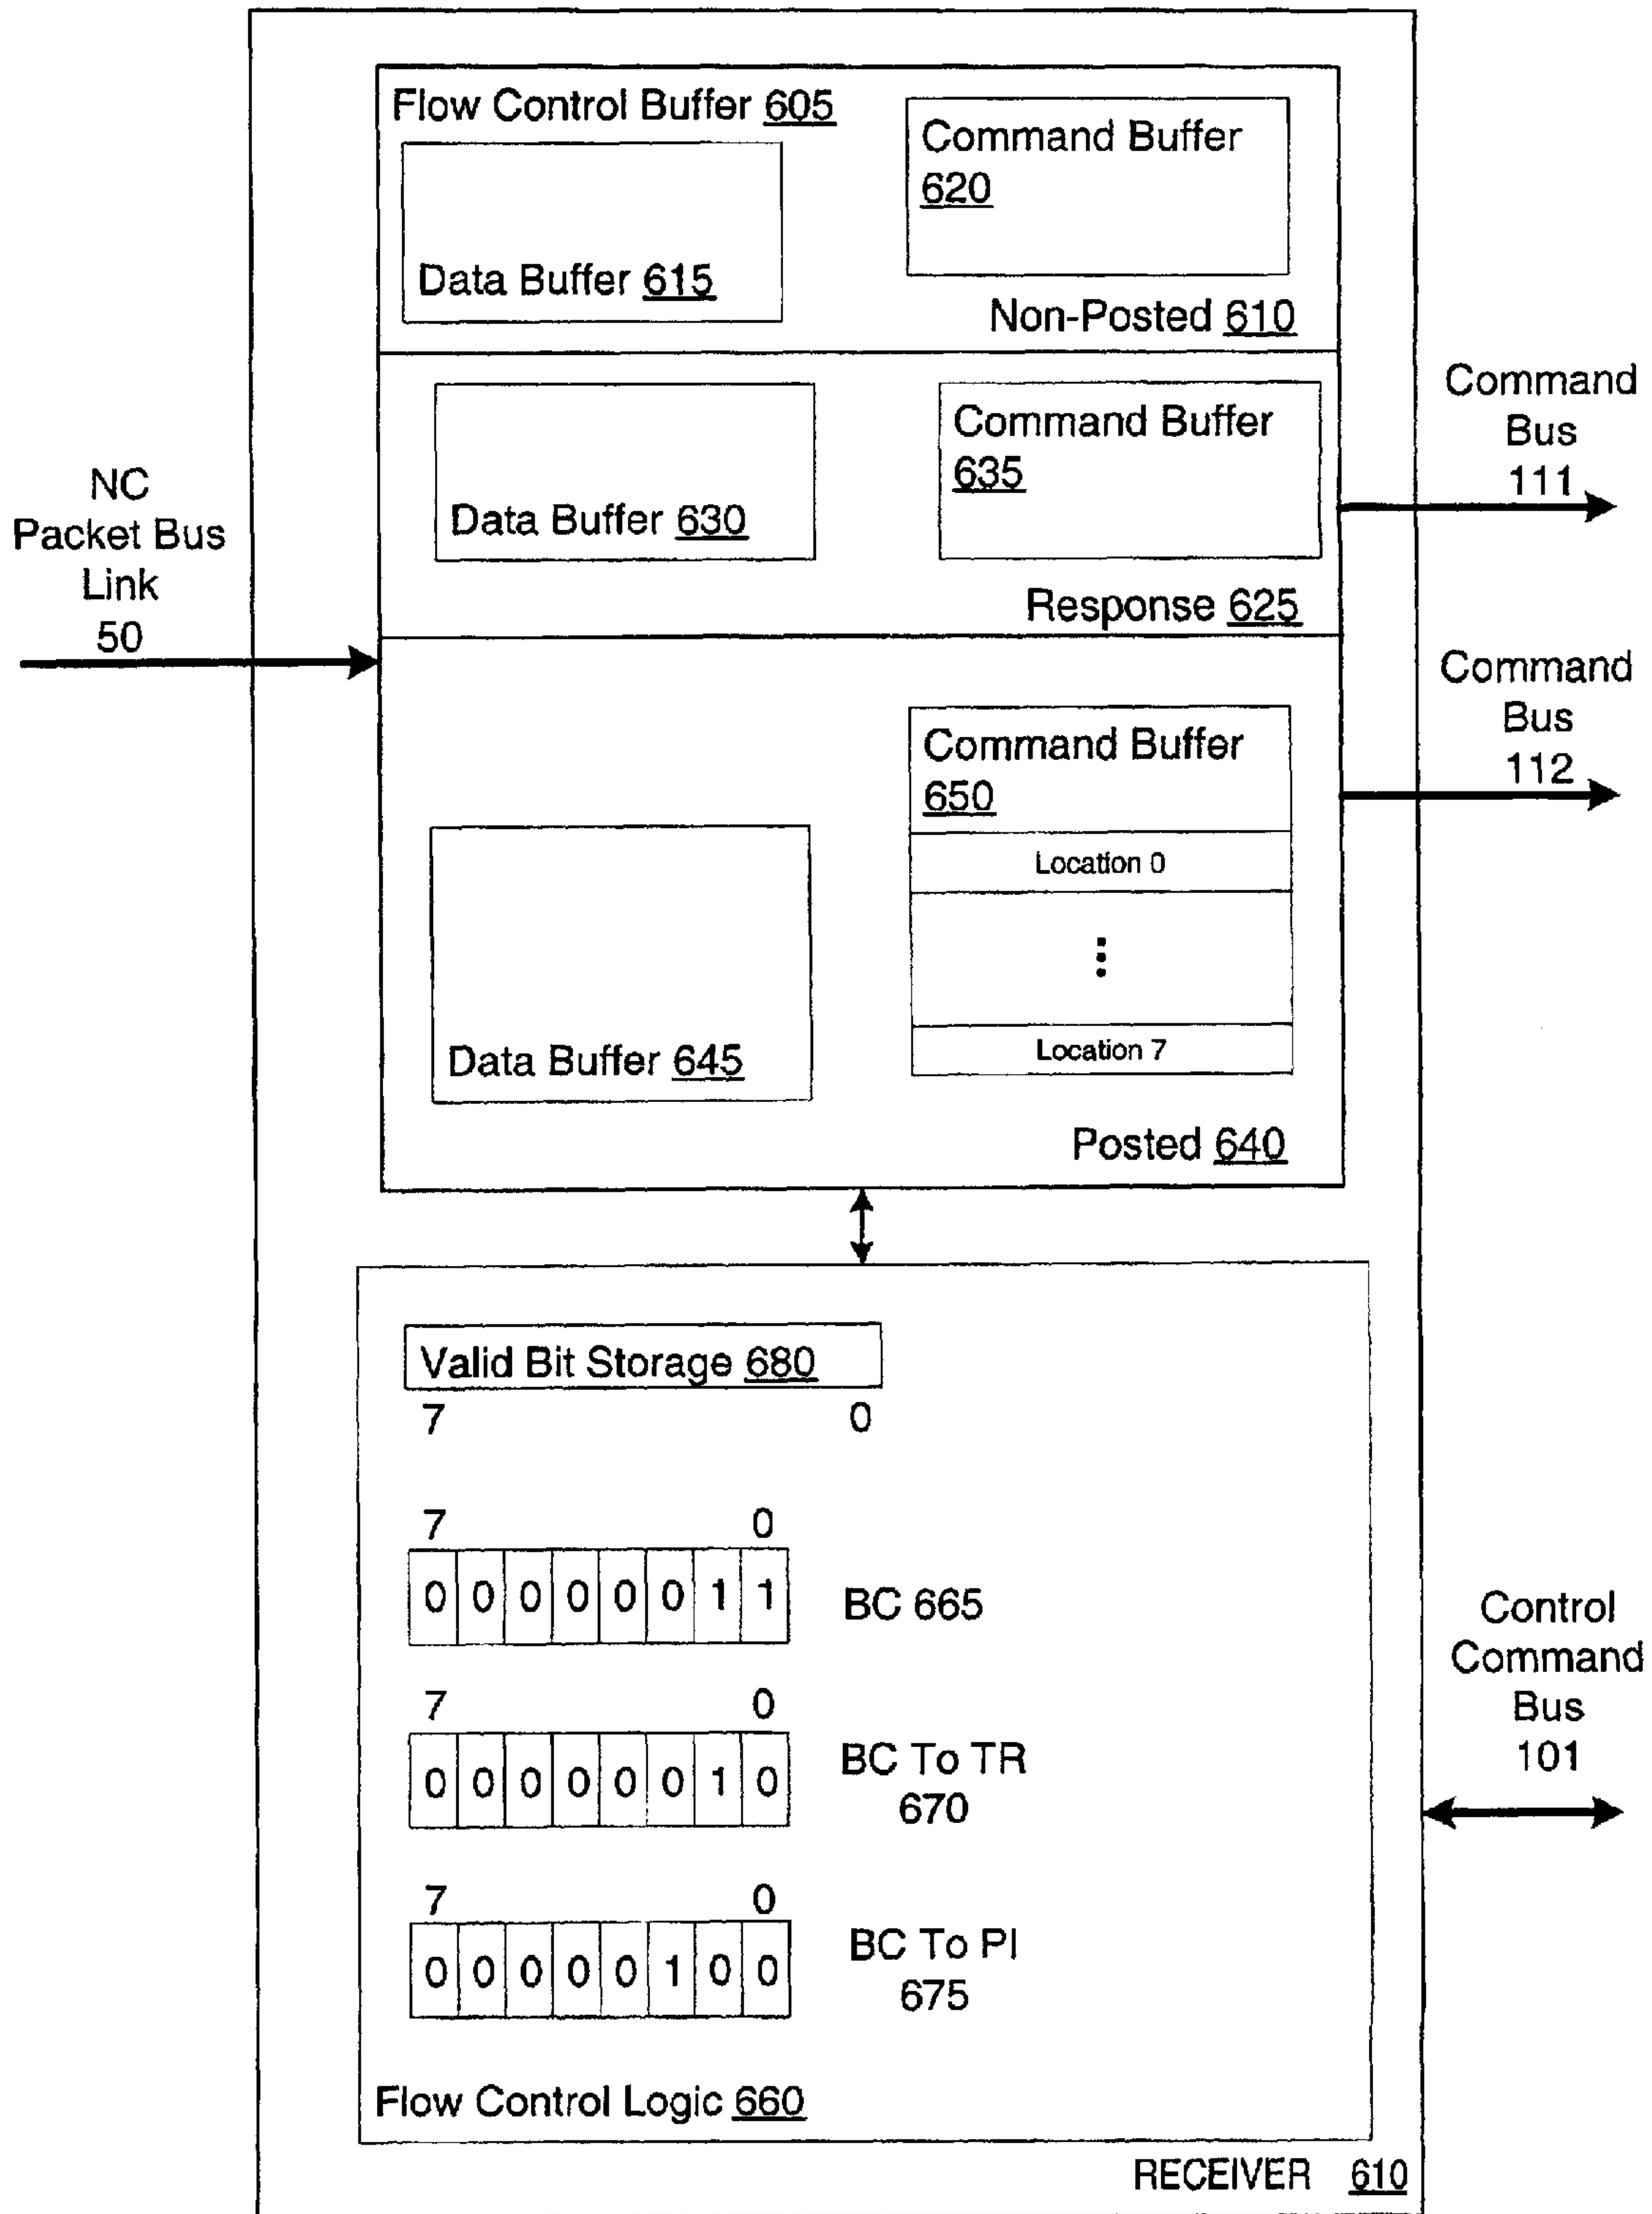 Flow Control Buffer 605
Command Buffer
620
Data Buffer 615
Non-Posted 610
Command Buffer
635
Data Buffer 630
Response 625
Command
Bus
111
NC
Packet Bus
Link
50
Command
Bus
112
Command Buffer
650
Location 0
Location 7
Data Buffer 645
Posted 640
Valid Bit Storage 680
7 0
7 0
0 0 0 0 0 0 1 1
BC 665
7 0
0 0 0 0 0 0 1 0
BC To TR
670
7 0
0 0 0 0 0 1 0 0
BC To PI
675
Control
Command
Bus
101
Flow Control Logic 660
RECEIVER 610